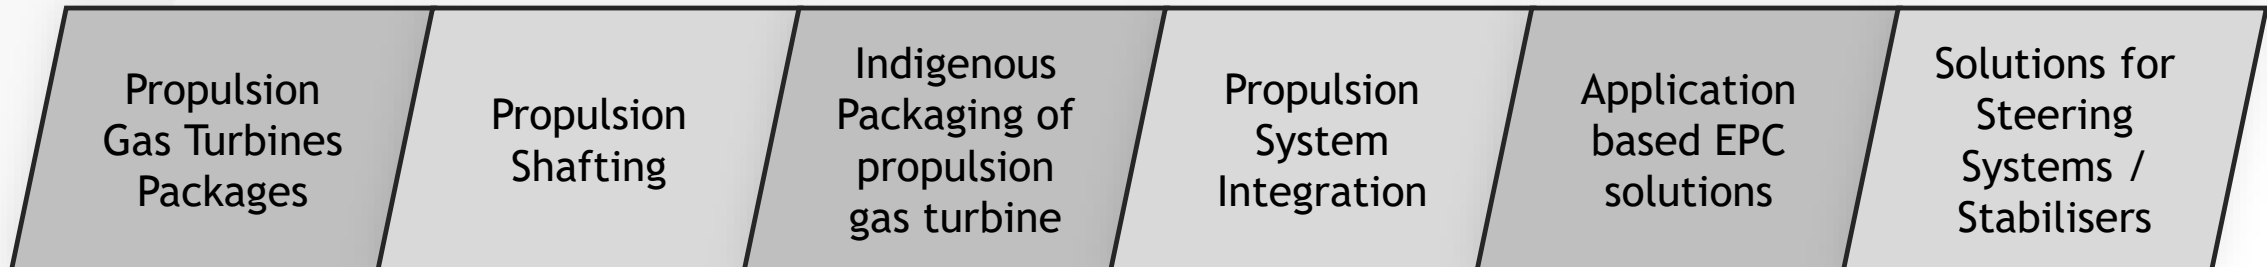 Propulsion
Gas Turbines
Packages
Propulsion
Shafting
Indigenous
Packaging of
propulsion
gas turbine
Propulsion
System
Integration
Application
based EPC
solutions
Solutions for
Steering
Systems /
Stabilisers